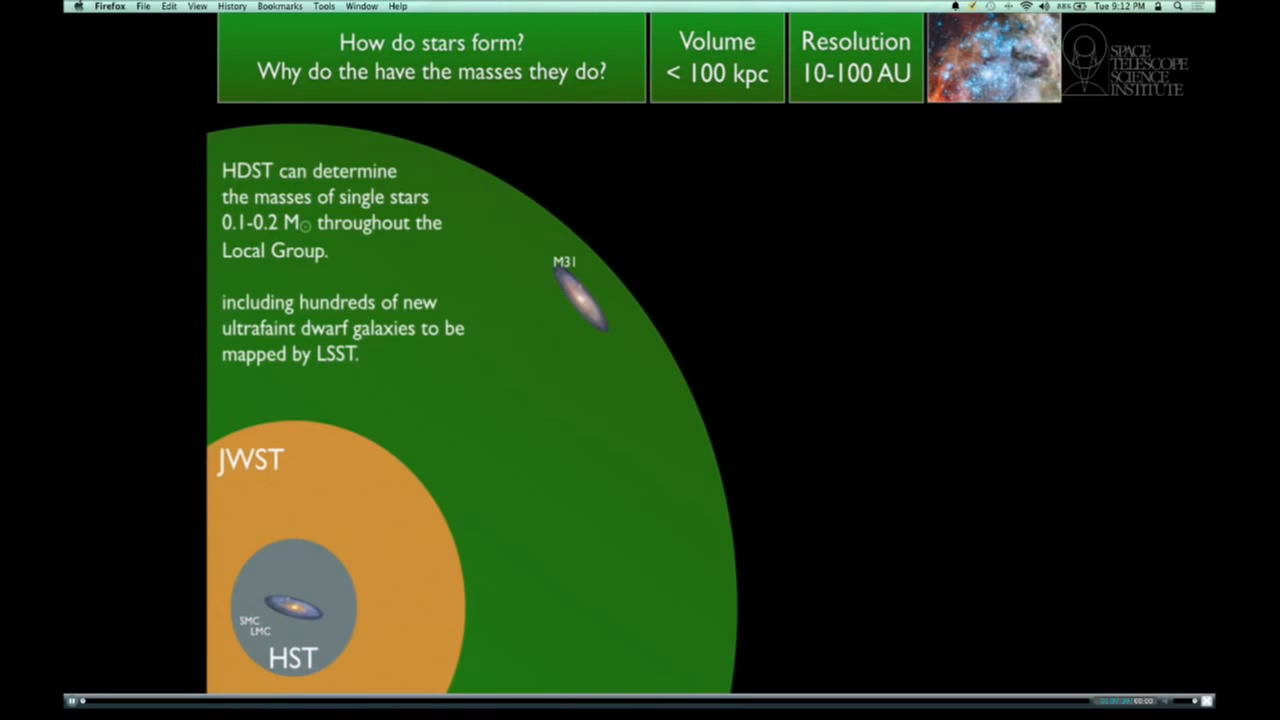 Firefox File Edit View History Bookmarks Tools Window Help
88% Tue 9:12 PM
How do stars form?
Why do the have the masses they do?
Volume
< 100 kpc
Resolution
10-100 AU
SPACE
TELESCOPE
SCIENCE
INSTITUTE
HDST can determine
the masses of single stars
0.1-0.2 M☉ throughout the
Local Group.
including hundreds of new
ultrafaint dwarf galaxies to be
mapped by LSST.
M31
JWST
SMC
LMC
HST
00:00